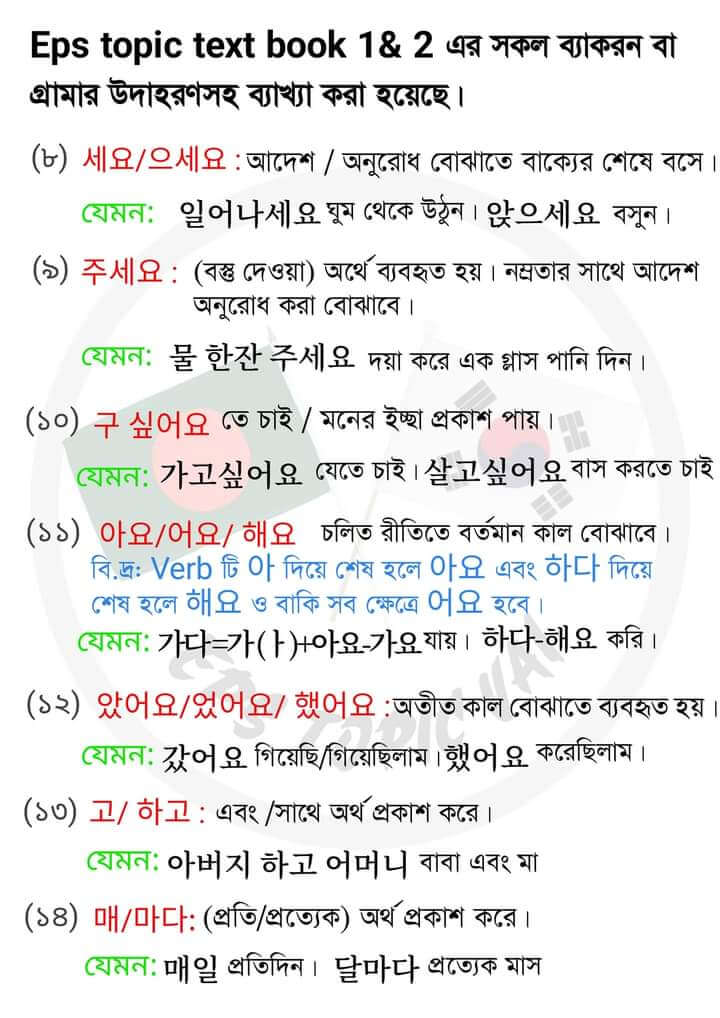 Eps topic text book 1& 2 এর সকল ব্যাকরন বা
গ্রামার উদাহরণসহ ব্যাখ্যা করা হয়েছে।
(৮) 세요/으세요 : আদেশ / অনুরোধ বোঝাতে বাক্যের শেষে বসে।
যেমন: 일어나세요 ঘুম থেকে উঠুন। 앉으세요 বসুন।
(৯) 주세요 : (বস্তু দেওয়া) অর্থে ব্যবহৃত হয়। নম্রতার সাথে আদেশ
অনুরোধ করা বোঝাবে।
যেমন: 물 한잔 주세요 দয়া করে এক গ্লাস পানি দিন।
(১০) 구 싶어요 তে চাই / মনের ইচ্ছা প্রকাশ পায়।
যেমন: 가고싶어요 যেতে চাই। 살고싶어요 বাস করতে চাই
(১১) 아요/어요/ 해요 চলিত রীতিতে বর্তমান কাল বোঝাবে।
বি.দ্র: Verb টি 아 দিয়ে শেষ হলে 아요 এবং 하다 দিয়ে
শেষ হলে 해요 ও বাকি সব ক্ষেত্রে 어요 হবে।
যেমন: 가다=가(ㅏ)+아요-가요 যায়। 하다-해요 করি।
(১২) 았어요/었어요/ 했어요 : অতীত কাল বোঝাতে ব্যবহৃত হয়।
যেমন: 갔어요 গিয়েছি/গিয়েছিলাম। 했어요 করেছিলাম।
(১৩) 고/ 하고 : এবং /সাথে অর্থ প্রকাশ করে।
যেমন: 아버지 하고 어머니 বাবা এবং মা
(১৪) 매/마다: (প্রতি/প্রত্যেক) অর্থ প্রকাশ করে।
যেমন: 매일 প্রতিদিন। 달마다 প্রত্যেক মাস
EPS TOPIC VAI